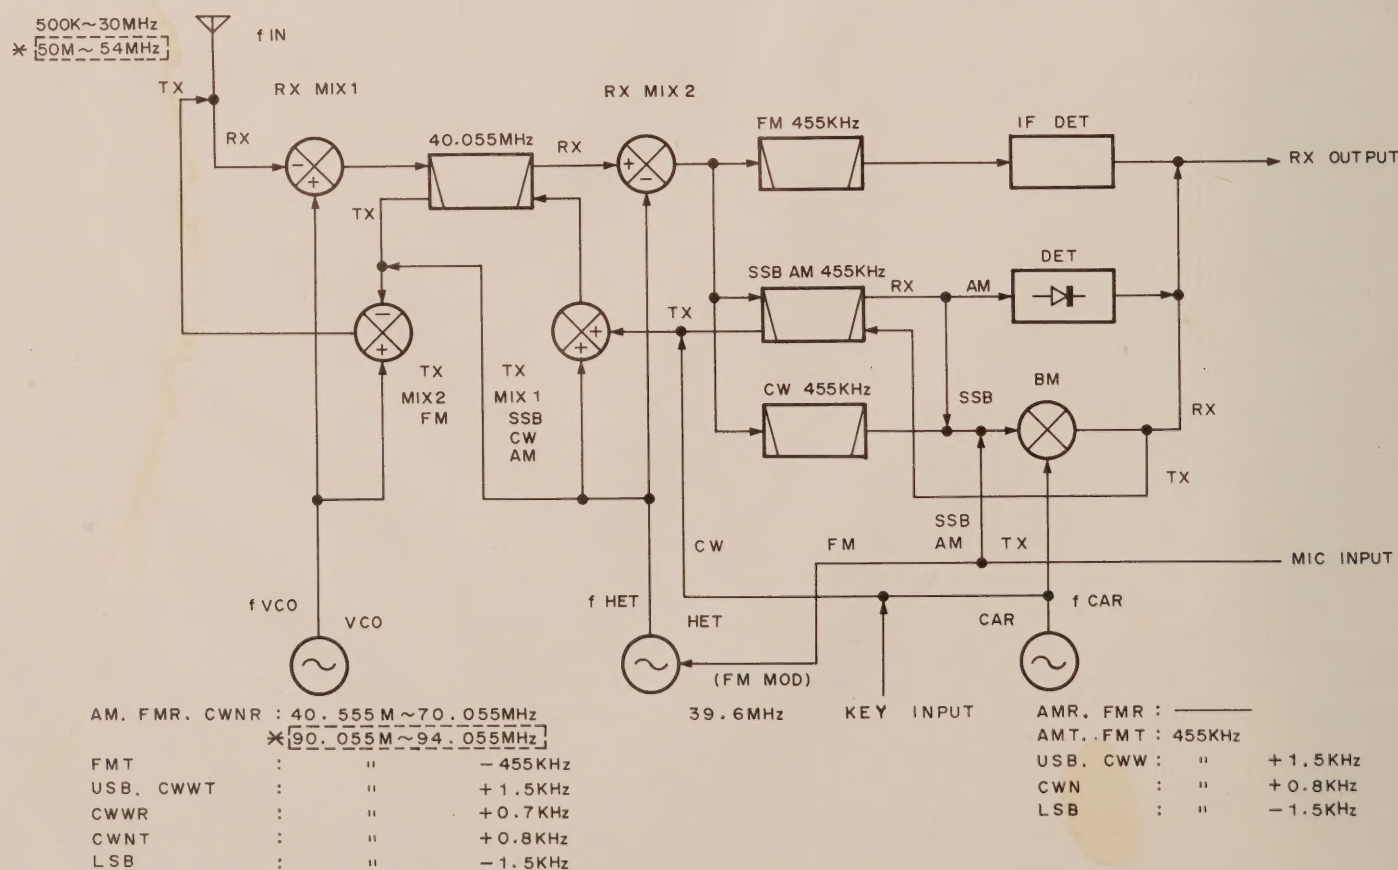 500K~30MHz
* 50M~54MHz
f IN
TX
RX MIX1
RX MIX2
RX
40.055MHz
RX
FM 455KHz
IF DET
RX OUTPUT
TX
SSB AM 455KHz
RX
AM
DET
TX
CW 455KHz
SSB
BM
RX
TX
MIX2
FM
TX
MIX 1
SSB
CW
AM
TX
SSB
AM
TX
CW
FM
MIC INPUT
f VCO
VCO
f HET
HET
CAR
f CAR
(FM MOD)
39.6MHz
KEY INPUT
AM. FMR. CWNR : 40.555M~70.055MHz
* 90.055M~94.055MHz
FMT : " -455KHz
USB. CWWT : " +1.5KHz
CWWR : " +0.7KHz
CWNT : " +0.8KHz
LSB : " -1.5KHz
AMR. FMR : ———
AMT. FMT : 455KHz
USB. CWW : " +1.5KHz
CWN : " +0.8KHz
LSB : " -1.5KHz